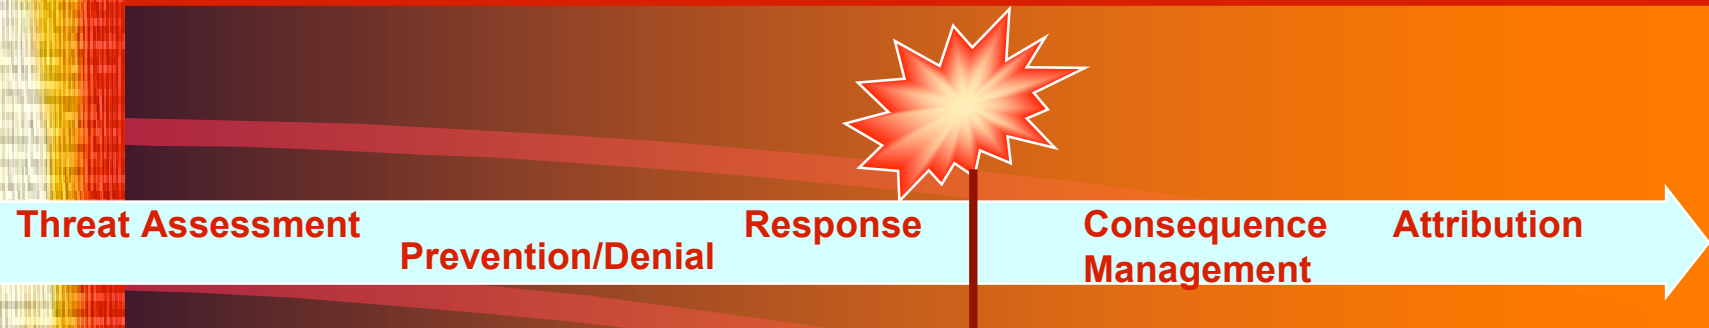 Threat Assessment
Prevention/Denial
Response
Consequence
Management
Attribution